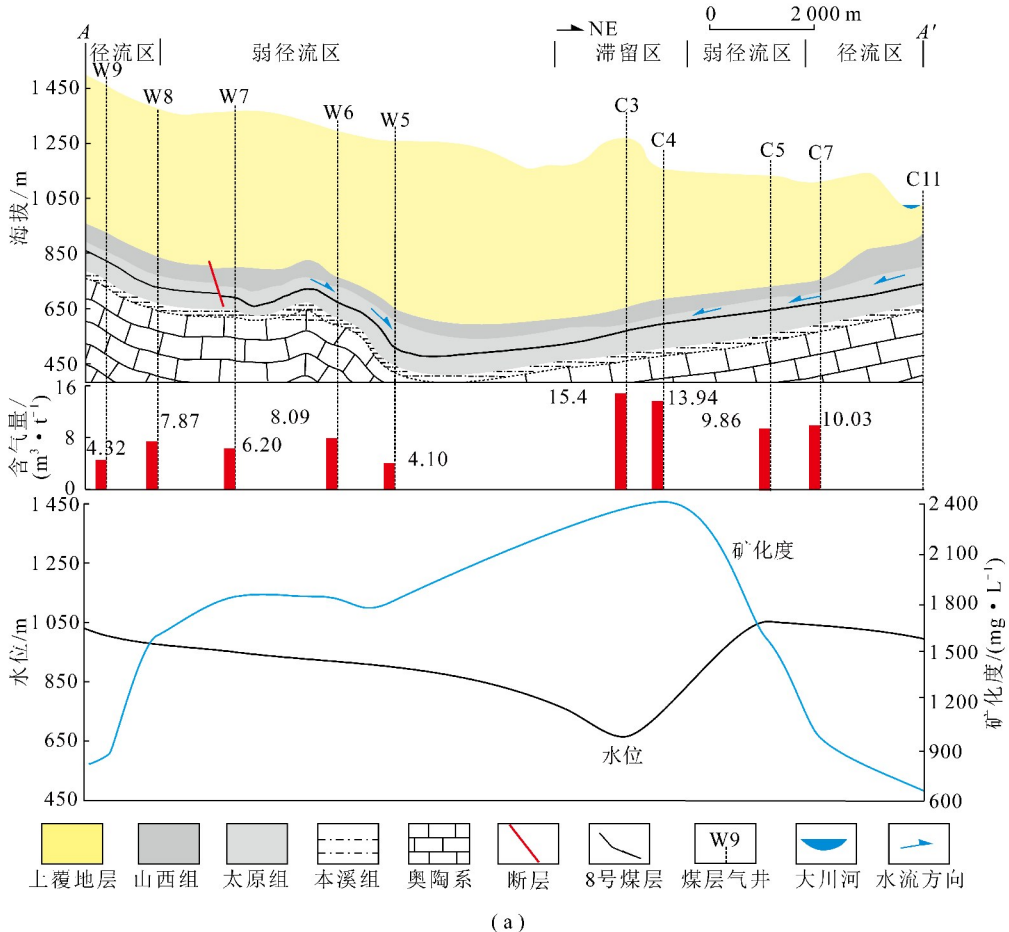 0 2 000 m
A NE A′
径流区 弱径流区 滞留区 弱径流区 径流区
W9 W8 W7 W6 W5 C3 C4 C5 C7 C11
海拔/m
1 450
1 250
1 050
850
650
450
含气量/(m³·t⁻¹)
16
8
0
4.32 7.87 6.20 8.09 4.10 15.4 13.94 9.86 10.03
水位/m
1 450
1 250
1 050
850
650
450
矿化度
水位
2 400
2 100
1 800
1 500
1 200
900
600
矿化度/(mg·L⁻¹)
W9
上覆地层 山西组 太原组 本溪组 奥陶系 断层 8号煤层 煤层气井 大川河 水流方向
(a)